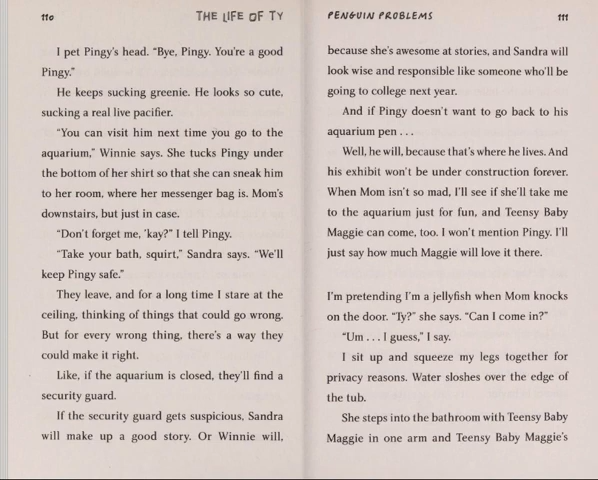 110
THE LIFE OF TY
I pet Pingy's head. "Bye, Pingy. You're a good
Pingy."
He keeps sucking greenie. He looks so cute,
sucking a real live pacifier.
"You can visit him next time you go to the
aquarium," Winnie says. She tucks Pingy under
the bottom of her shirt so that she can sneak him
to her room, where her messenger bag is. Mom's
downstairs, but just in case.
"Don't forget me, 'kay?" I tell Pingy.
"Take your bath, squirt," Sandra says. "We'll
keep Pingy safe."
They leave, and for a long time I stare at the
ceiling, thinking of things that could go wrong.
But for every wrong thing, there's a way they
could make it right.
Like, if the aquarium is closed, they'll find a
security guard.
If the security guard gets suspicious, Sandra
will make up a good story. Or Winnie will,
PENGUIN PROBLEMS
111
because she's awesome at stories, and Sandra will
look wise and responsible like someone who'll be
going to college next year.
And if Pingy doesn't want to go back to his
aquarium pen . . .
Well, he will, because that's where he lives. And
his exhibit won't be under construction forever.
When Mom isn't so mad, I'll see if she'll take me
to the aquarium just for fun, and Teensy Baby
Maggie can come, too. I won't mention Pingy. I'll
just say how much Maggie will love it there.
I'm pretending I'm a jellyfish when Mom knocks
on the door. "Ty?" she says. "Can I come in?"
"Um . . . I guess," I say.
I sit up and squeeze my legs together for
privacy reasons. Water sloshes over the edge of
the tub.
She steps into the bathroom with Teensy Baby
Maggie in one arm and Teensy Baby Maggie's